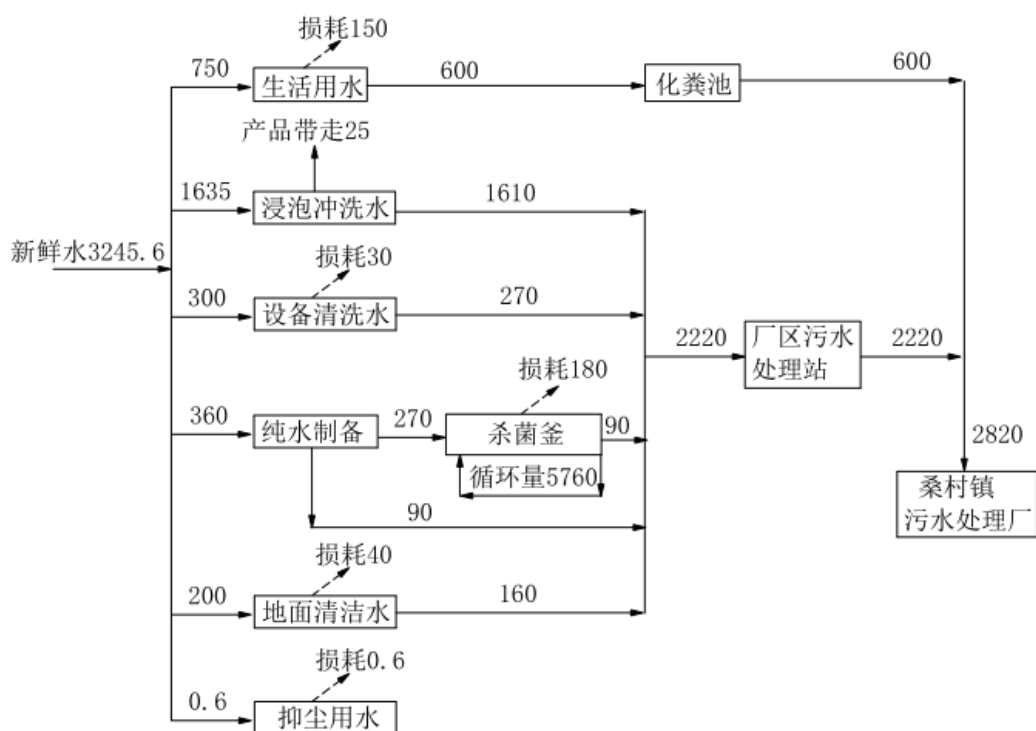 损耗150
750
生活用水
600
化粪池
600
产品带走25
1635
浸泡冲洗水
1610
新鲜水3245.6
损耗30
300
设备清洗水
270
2220
厂区污水
处理站
2220
损耗180
360
纯水制备
270
杀菌釜
90
循环量5760
90
2820
桑村镇
污水处理厂
损耗40
200
地面清洁水
160
损耗0.6
0.6
抑尘用水